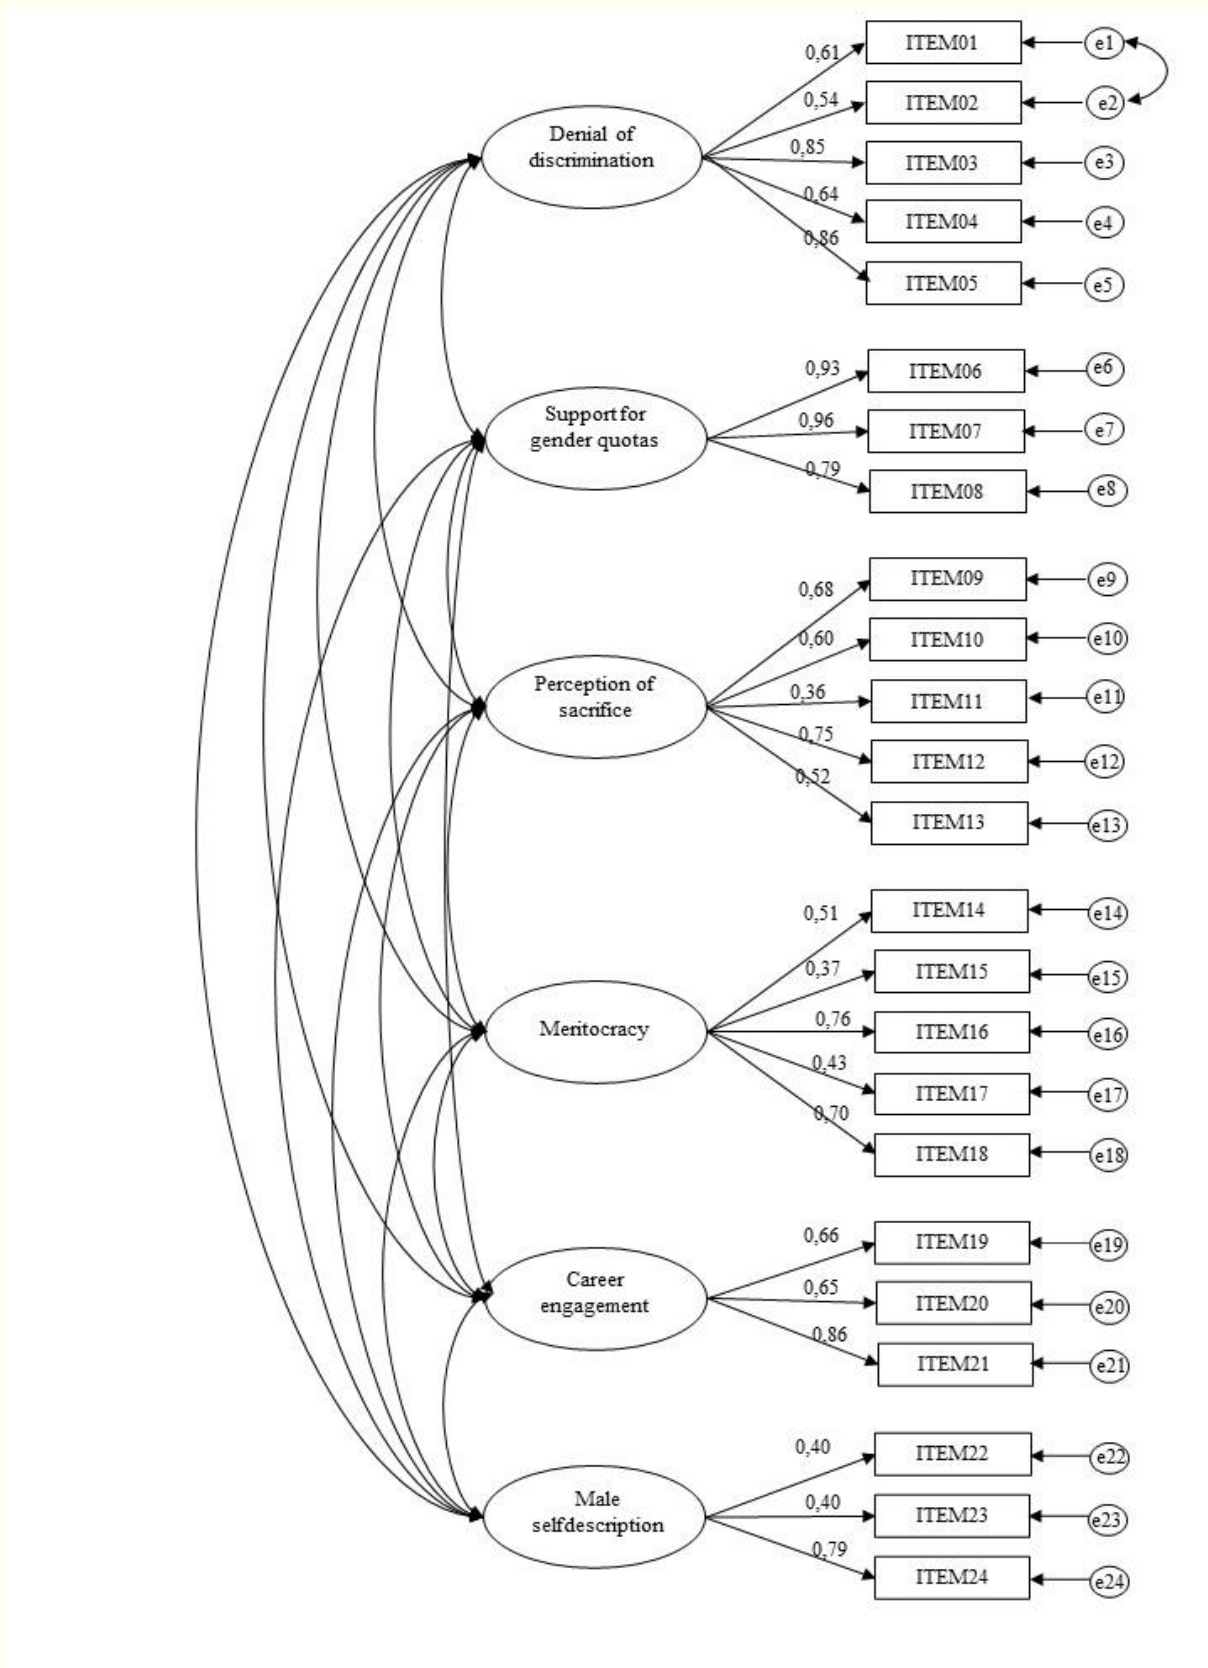 0,61
ITEM01
e1
0,54
ITEM02
e2
Denial of
discrimination
0,85
ITEM03
e3
0,64
ITEM04
e4
0,86
ITEM05
e5
0,93
ITEM06
e6
Support for
gender quotas
0,96
ITEM07
e7
0,79
ITEM08
e8
0,68
ITEM09
e9
0,60
ITEM10
e10
Perception of
sacrifice
0,36
ITEM11
e11
0,75
ITEM12
e12
0,52
ITEM13
e13
0,51
ITEM14
e14
0,37
ITEM15
e15
Meritocracy
0,76
ITEM16
e16
0,43
ITEM17
e17
0,70
ITEM18
e18
0,66
ITEM19
e19
Career
engagement
0,65
ITEM20
e20
0,86
ITEM21
e21
0,40
ITEM22
e22
Male
selfdescription
0,40
ITEM23
e23
0,79
ITEM24
e24